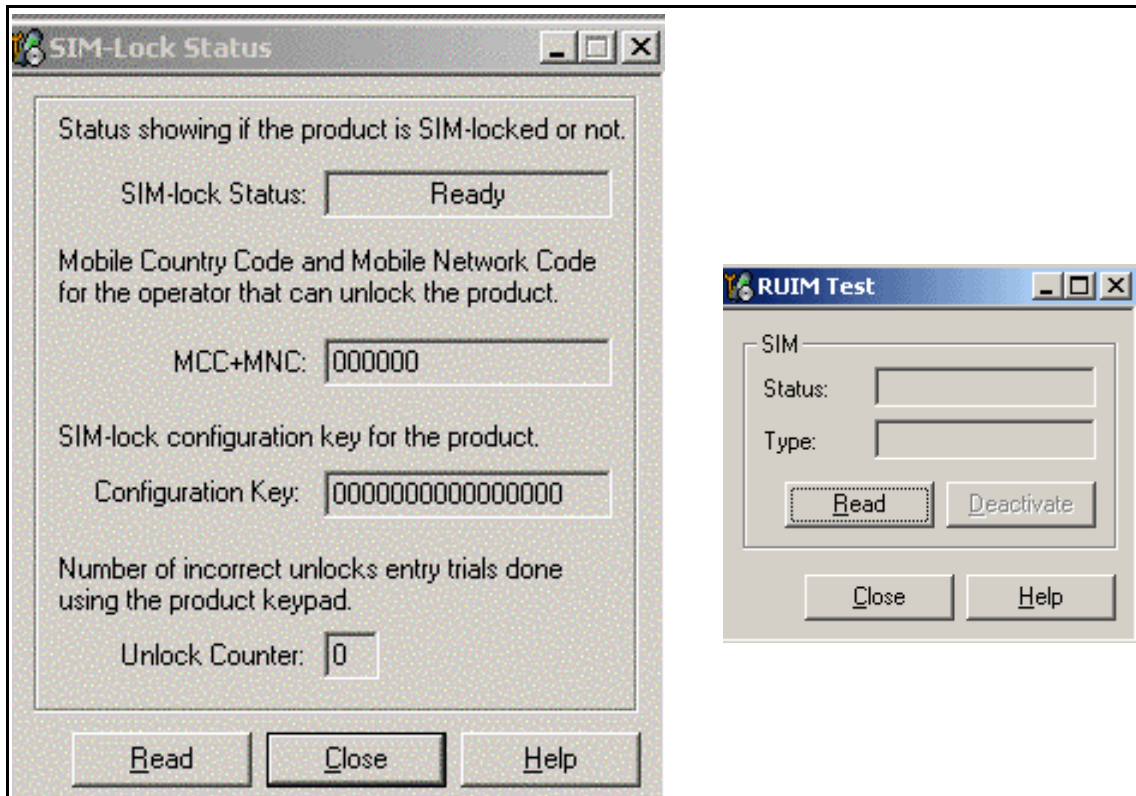 SIM-Lock Status
Status showing if the product is SIM-locked or not.
SIM-lock Status: Ready
Mobile Country Code and Mobile Network Code
for the operator that can unlock the product.
MCC+MNC: 000000
SIM-lock configuration key for the product.
Configuration Key: 0000000000000000
Number of incorrect unlocks entry trials done
using the product keypad.
Unlock Counter: 0
Read Close Help
RUIM Test
SIM
Status:
Type:
Read Deactivate
Close Help